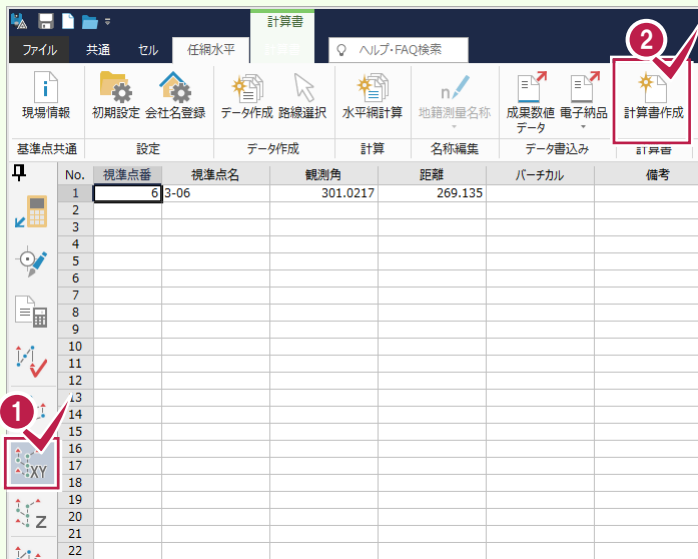 計算書
ファイル 共通 セル 任網水平 ヘルプ・FAQ検索
2
現場情報 初期設定 会社名登録 データ作成 路線選択 水平網計算 地籍測量名称 成果数値データ 電子納品 計算書作成
基準点共通 設定 データ作成 計算 名称編集 データ書込み 計算書
No. 視準点番 視準点名 観測角 距離 バーチカル 備考
1 6 3-06 301.0217 269.135
2
3
4
5
6
7
8
9
10
11
12
13
1
14
15
16
XY
17
18
19
Z
20
21
22